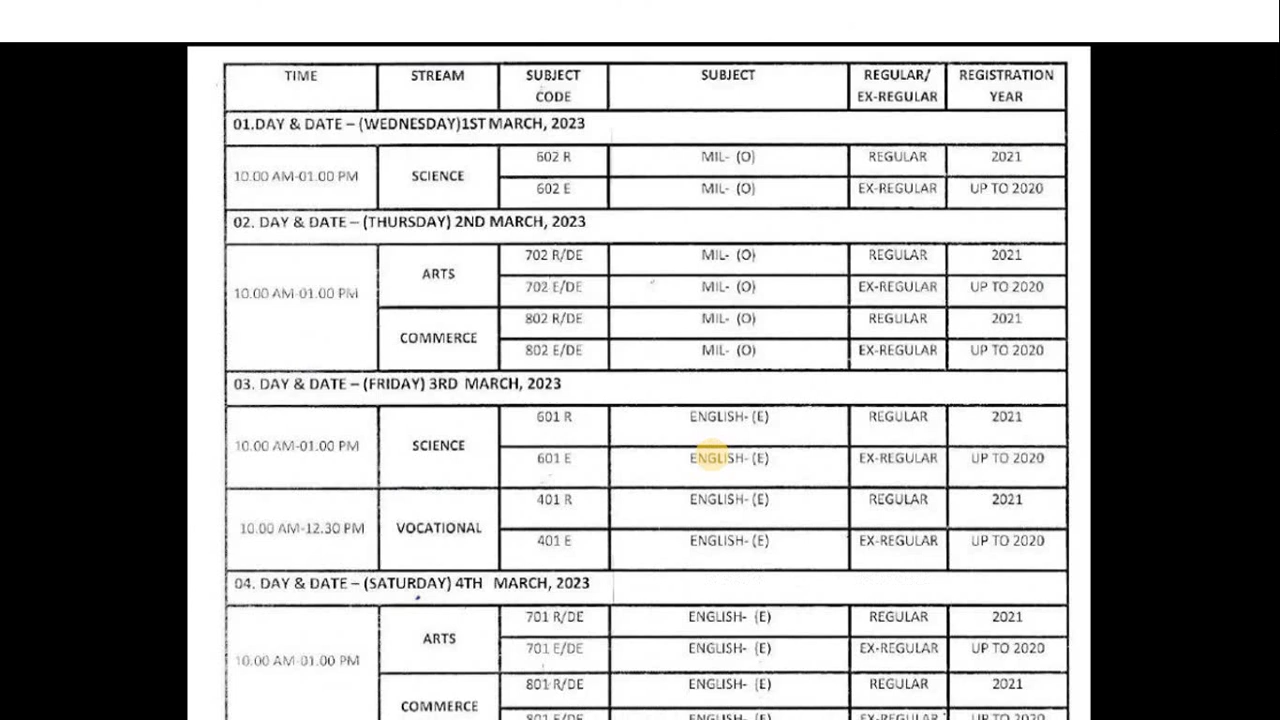 TIME STREAM SUBJECT CODE SUBJECT REGULAR/ EX-REGULAR REGISTRATION YEAR
01.DAY & DATE – (WEDNESDAY)1ST MARCH, 2023
10.00 AM-01.00 PM SCIENCE 602 R MIL- (O) REGULAR 2021
602 E MIL- (O) EX-REGULAR UP TO 2020
02. DAY & DATE – (THURSDAY) 2ND MARCH, 2023
10.00 AM-01.00 PM ARTS 702 R/DE MIL- (O) REGULAR 2021
702 E/DE MIL- (O) EX-REGULAR UP TO 2020
COMMERCE 802 R/DE MIL- (O) REGULAR 2021
802 E/DE MIL- (O) EX-REGULAR UP TO 2020
03. DAY & DATE – (FRIDAY) 3RD MARCH, 2023
10.00 AM-01.00 PM SCIENCE 601 R ENGLISH- (E) REGULAR 2021
601 E ENGLISH- (E) EX-REGULAR UP TO 2020
10.00 AM-12.30 PM VOCATIONAL 401 R ENGLISH- (E) REGULAR 2021
401 E ENGLISH- (E) EX-REGULAR UP TO 2020
04. DAY & DATE – (SATURDAY) 4TH MARCH, 2023
10.00 AM-01.00 PM ARTS 701 R/DE ENGLISH- (E) REGULAR 2021
701 E/DE ENGLISH- (E) EX-REGULAR UP TO 2020
COMMERCE 801 R/DE ENGLISH- (E) REGULAR 2021
801 E/DE ENGLISH- (E) EX-REGULAR UP TO 2020